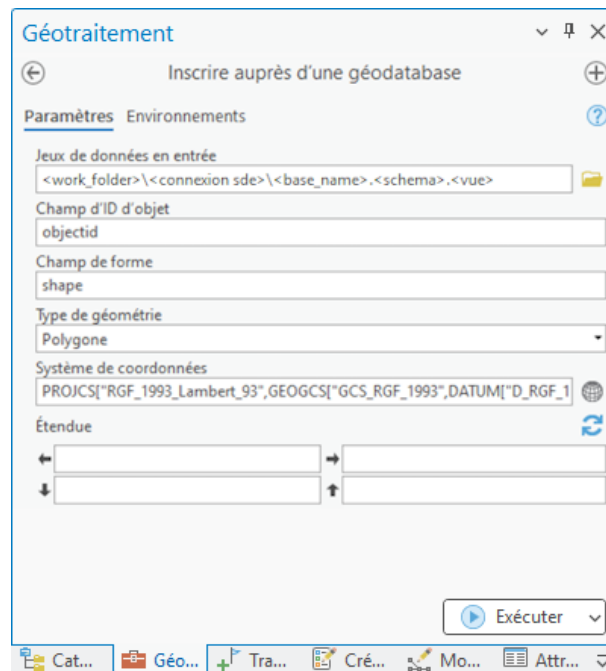 Géotraitement
Inscrire auprès d'une géodatabase
Paramètres Environnements
Jeux de données en entrée
<work_folder>\<connexion sde>\<base_name>.<schema>.<vue>
Champ d'ID d'objet
objectid
Champ de forme
shape
Type de géométrie
Polygone
Système de coordonnées
PROJCS["RGF_1993_Lambert_93",GEOGCS["GCS_RGF_1993",DATUM["D_RGF_1
Étendue
Exécuter
Cat... Géo... Tra... Cré... Mo... Attr...